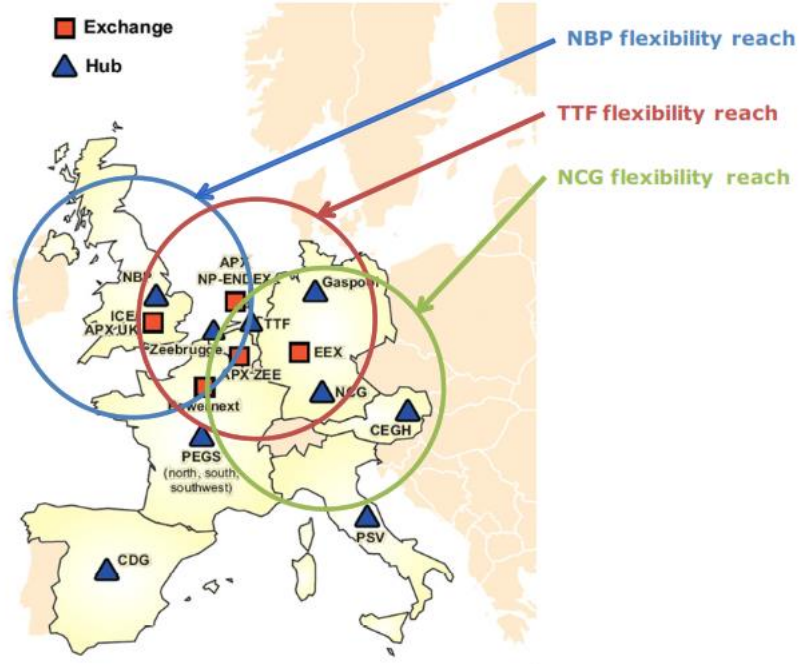 Exchange
Hub
NBP flexibility reach
TTF flexibility reach
NCG flexibility reach
APX
NP-ENDEX
NBP
Gaspool
ICE/
APX UK
TTF
Zeebrugge
EEX
APX-ZEE
Powernext
NCG
CEGH
PEGS
(north, south,
southwest)
PSV
CDG